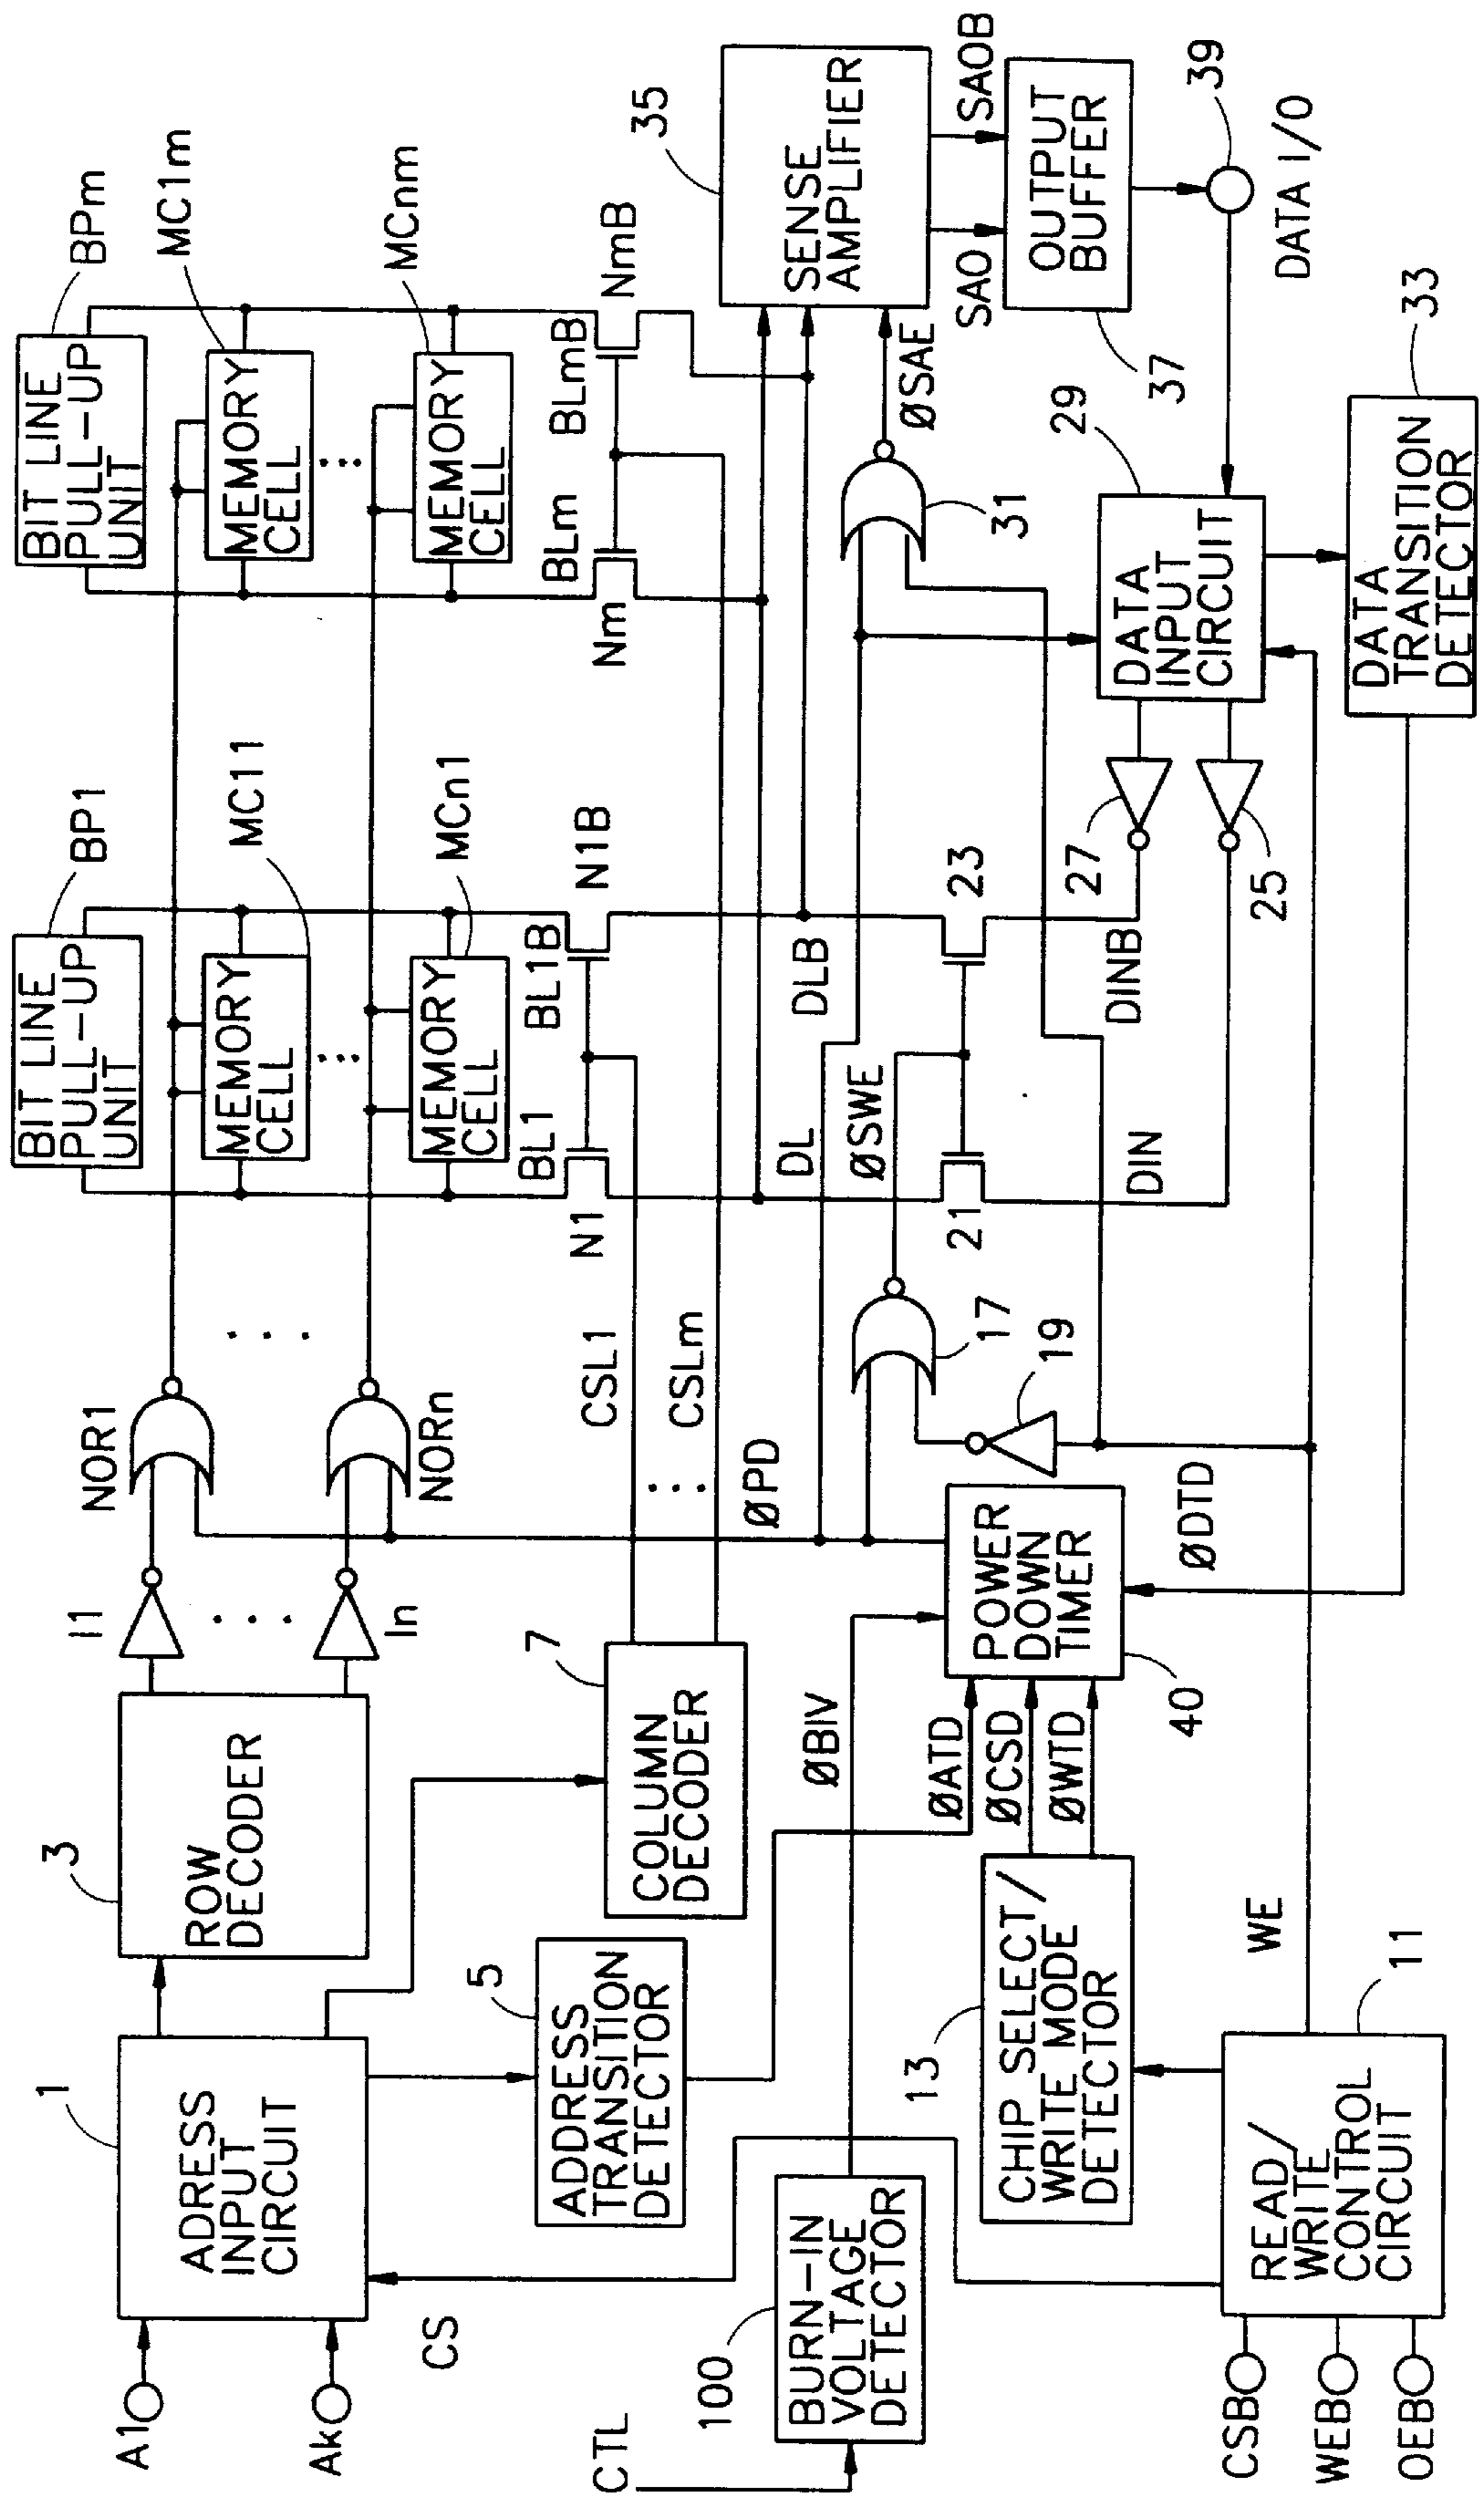 A1
Ak
1
ADRESS
INPUT
CIRCUIT
CS
3
ROW
DECODER
I1
In
NOR1
NORn
BIT LINE
PULL-UP
UNIT
BP1
MEMORY
CELL
MC11
MEMORY
CELL
MCn1
BL1
BL1B
N1
N1B
BIT LINE
PULL-UP
UNIT
BPm
MEMORY
CELL
MC1m
MEMORY
CELL
MCnm
BLm
BLmB
Nm
NmB
5
ADDRESS
TRANSITION
DETECTOR
7
COLUMN
DECODER
CSL1
CSLm
CTL
100
BURN-IN
VOLTAGE
DETECTOR
ØBIV
ØATD
ØCSD
ØWTD
ØPD
POWER
DOWN
TIMER
40
ØDTD
13
CHIP SELECT/
WRITE MODE
DETECTOR
CSB
WEB
OEB
READ/
WRITE
CONTROL
CIRCUIT
11
WE
17
19
ØSWE
DL
DLB
21
23
DIN
DINB
27
25
29
DATA
INPUT
CIRCUIT
31
ØSAE
35
SENSE
AMPLIFIER
SAO
SAOB
OUTPUT
BUFFER
37
39
DATA I/O
33
DATA
TRANSITION
DETECTOR